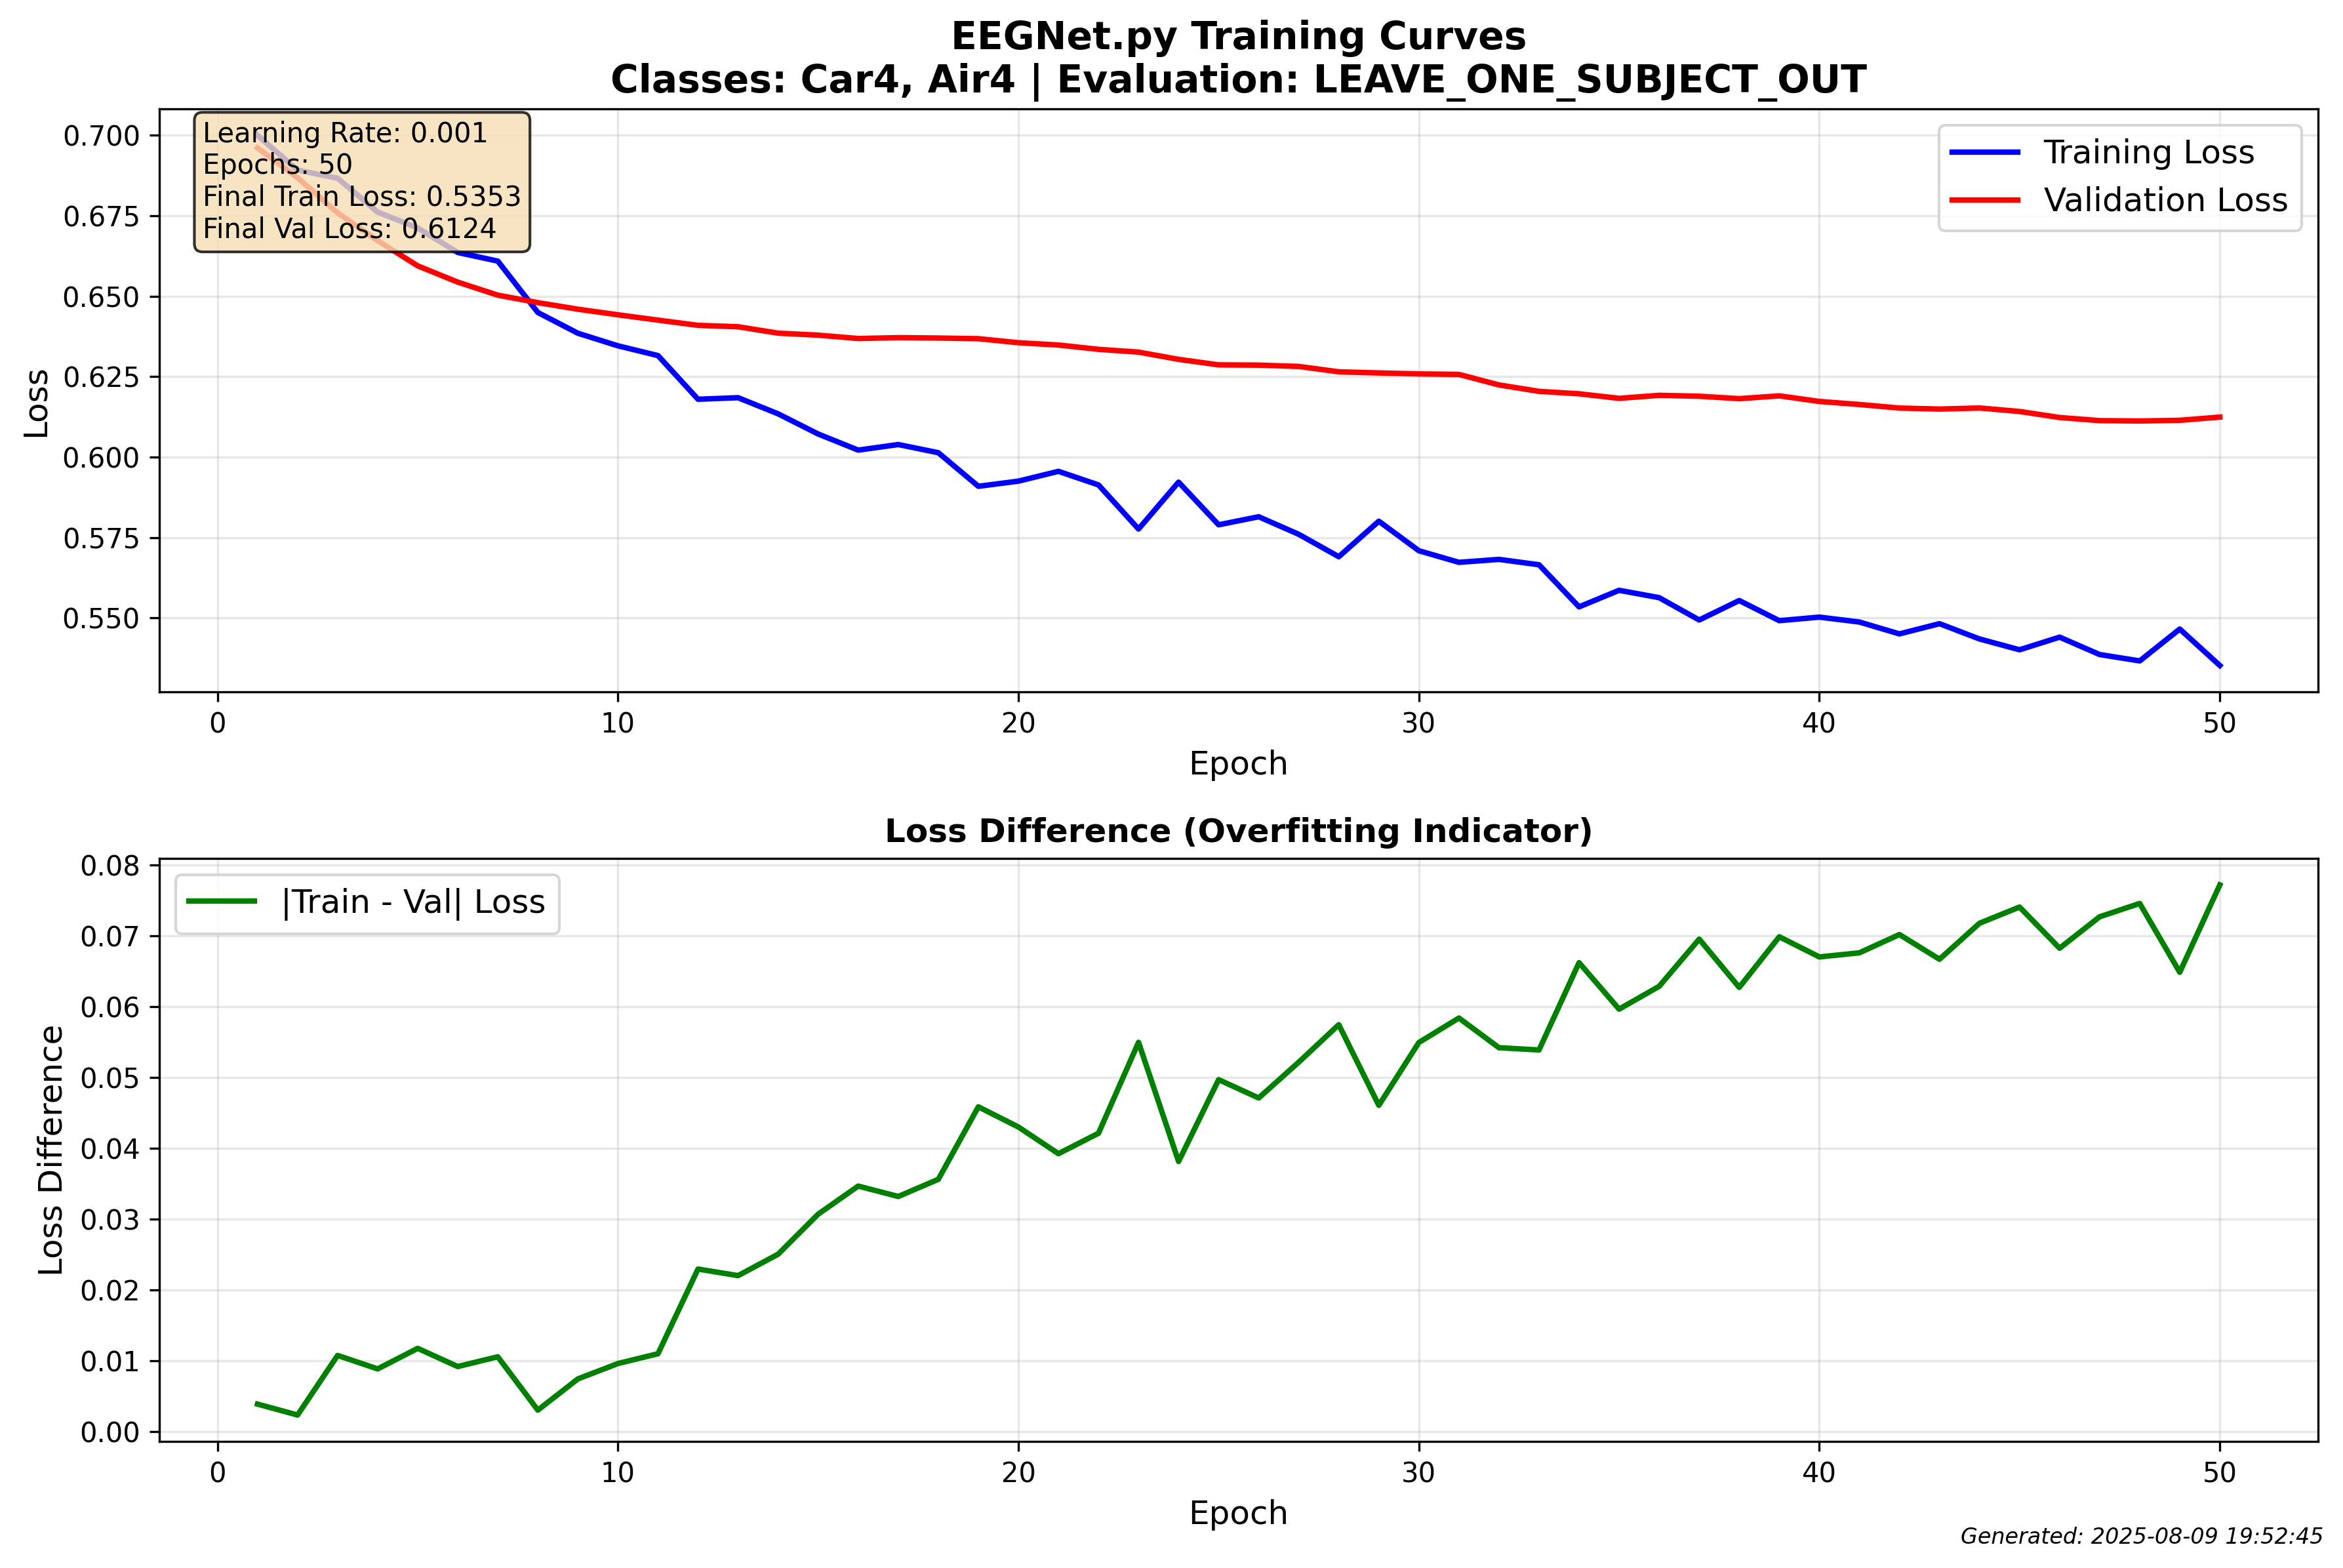 EEGNet.py Training Curves
Classes: Car4, Air4 | Evaluation: LEAVE_ONE_SUBJECT_OUT
Learning Rate: 0.001
Epochs: 50
Final Train Loss: 0.5353
Final Val Loss: 0.6124
Training Loss
Validation Loss
0.700
0.675
0.650
0.625
0.600
0.575
0.550
Loss
0 10 20 30 40 50
Epoch
Loss Difference (Overfitting Indicator)
|Train - Val| Loss
0.08
0.07
0.06
0.05
0.04
0.03
0.02
0.01
0.00
Loss Difference
0 10 20 30 40 50
Epoch
Generated: 2025-08-09 19:52:45